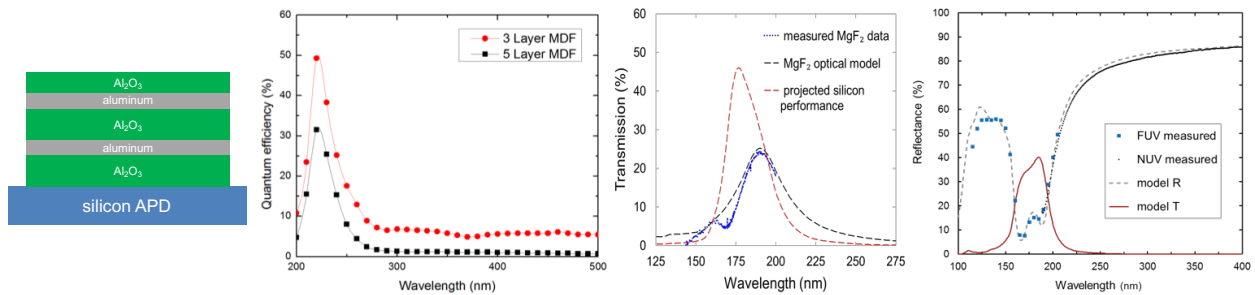 Al₂O₃
aluminum
Al₂O₃
aluminum
Al₂O₃
silicon APD
Quantum efficiency (%)
60
50
40
30
20
10
0
3 Layer MDF
5 Layer MDF
200
300
400
500
Wavelength (nm)
Transmission (%)
60
50
40
30
20
10
0
measured MgF₂ data
MgF₂ optical model
projected silicon
performance
125
150
175
200
225
250
275
Wavelength (nm)
Reflectance (%)
100
90
80
70
60
50
40
30
20
10
0
FUV measured
NUV measured
model R
model T
100
150
200
250
300
350
400
Wavelength (nm)